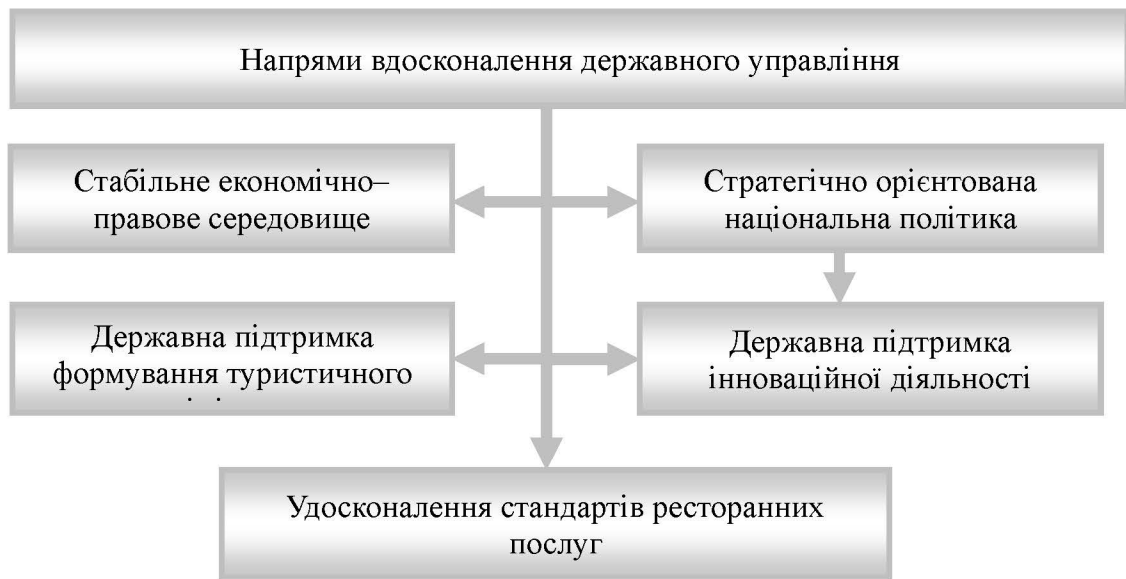 Напрями вдосконалення державного управління
Стабільне економічно–
правове середовище
Стратегічно орієнтована
національна політика
Державна підтримка
формування туристичного
Державна підтримка
інноваційної діяльності
Удосконалення стандартів ресторанних
послуг